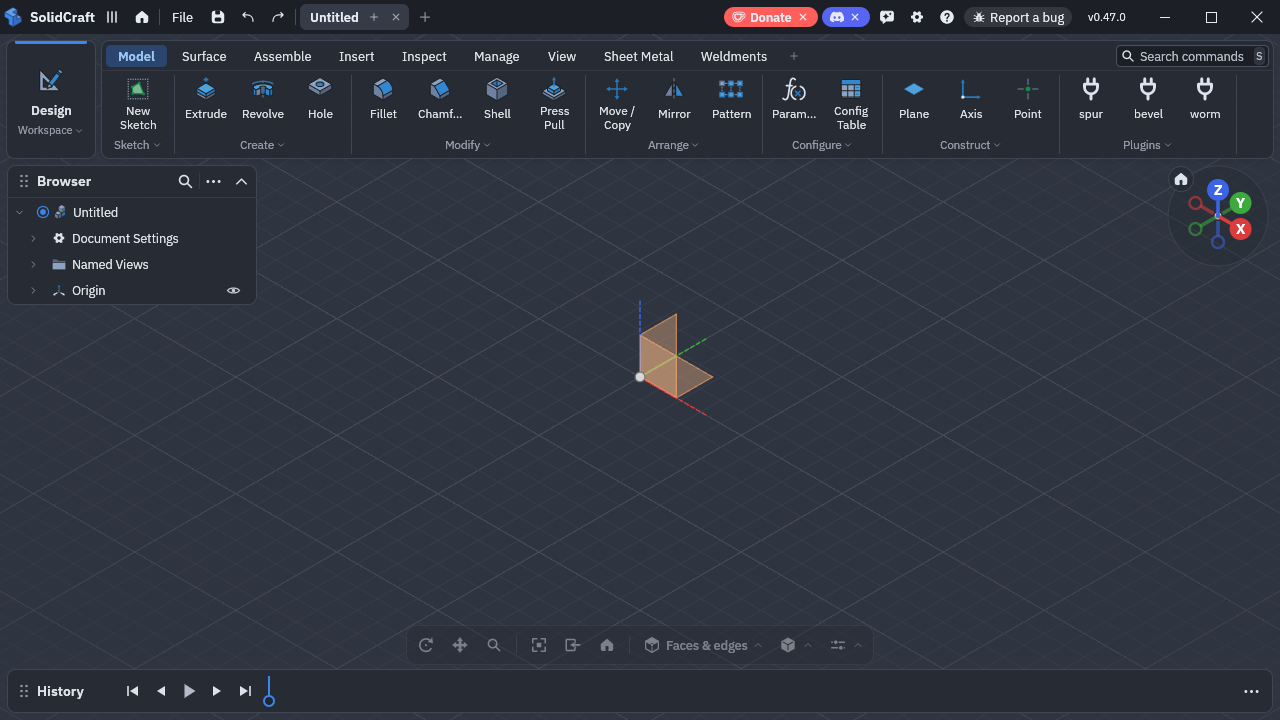 SolidCraft
File
Untitled
Donate
Report a bug
v0.47.0
Design
Workspace
Model
Surface
Assemble
Insert
Inspect
Manage
View
Sheet Metal
Weldments
Search commands
S
New Sketch
Extrude
Revolve
Hole
Fillet
Chamf...
Shell
Press Pull
Move / Copy
Mirror
Pattern
Param...
Config Table
Plane
Axis
Point
spur
bevel
worm
Sketch
Create
Modify
Arrange
Configure
Construct
Plugins
Browser
Untitled
Document Settings
Named Views
Origin
Z
Y
X
Faces & edges
History